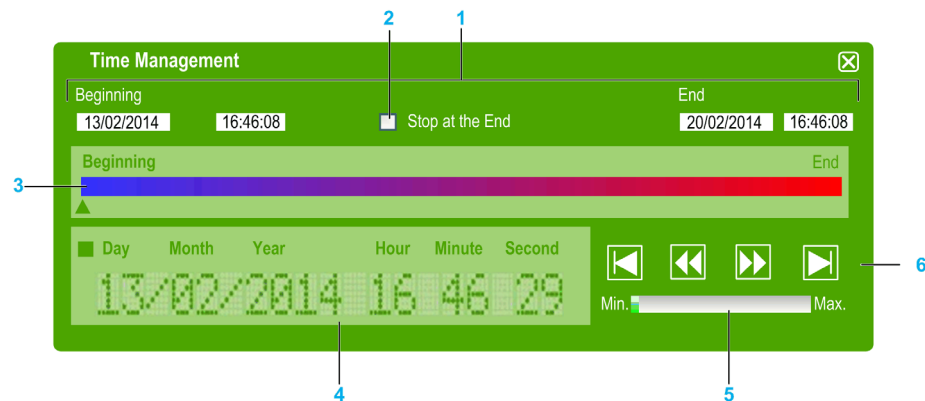 2 1
Time Management
Beginning End
13/02/2014 16:46:08 Stop at the End 20/02/2014 16:46:08
Beginning End
3
Day Month Year Hour Minute Second
13/02/2014 16 46 29
6
Min. Max.
4 5